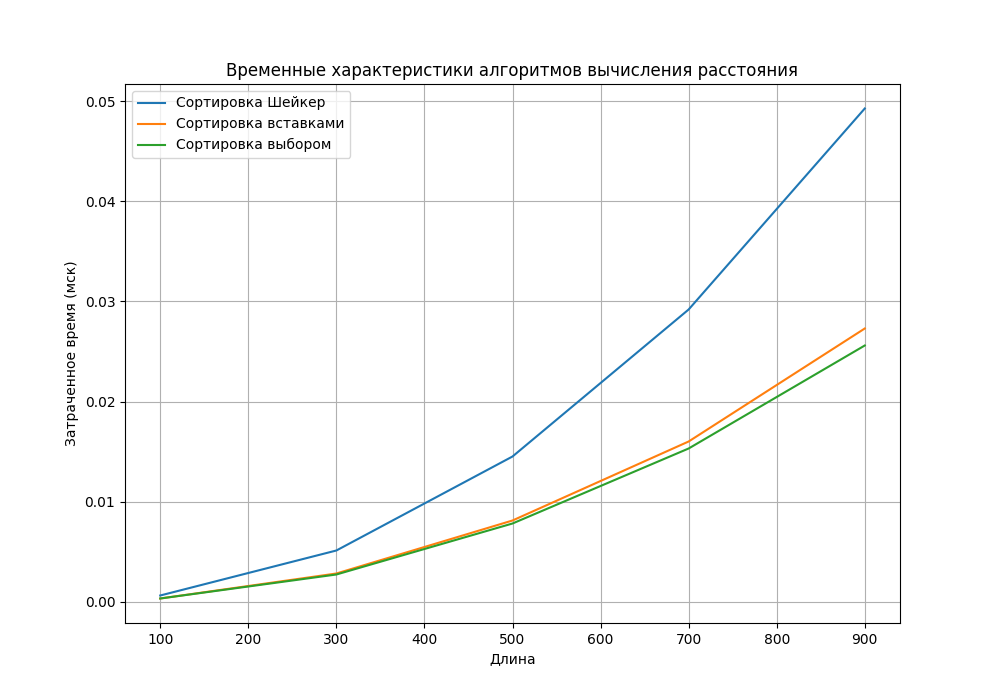 Временные характеристики алгоритмов вычисления расстояния
Сортировка Шейкер
Сортировка вставками
Сортировка выбором
Затраченное время (мск)
0.05
0.04
0.03
0.02
0.01
0.00
100 200 300 400 500 600 700 800 900
Длина